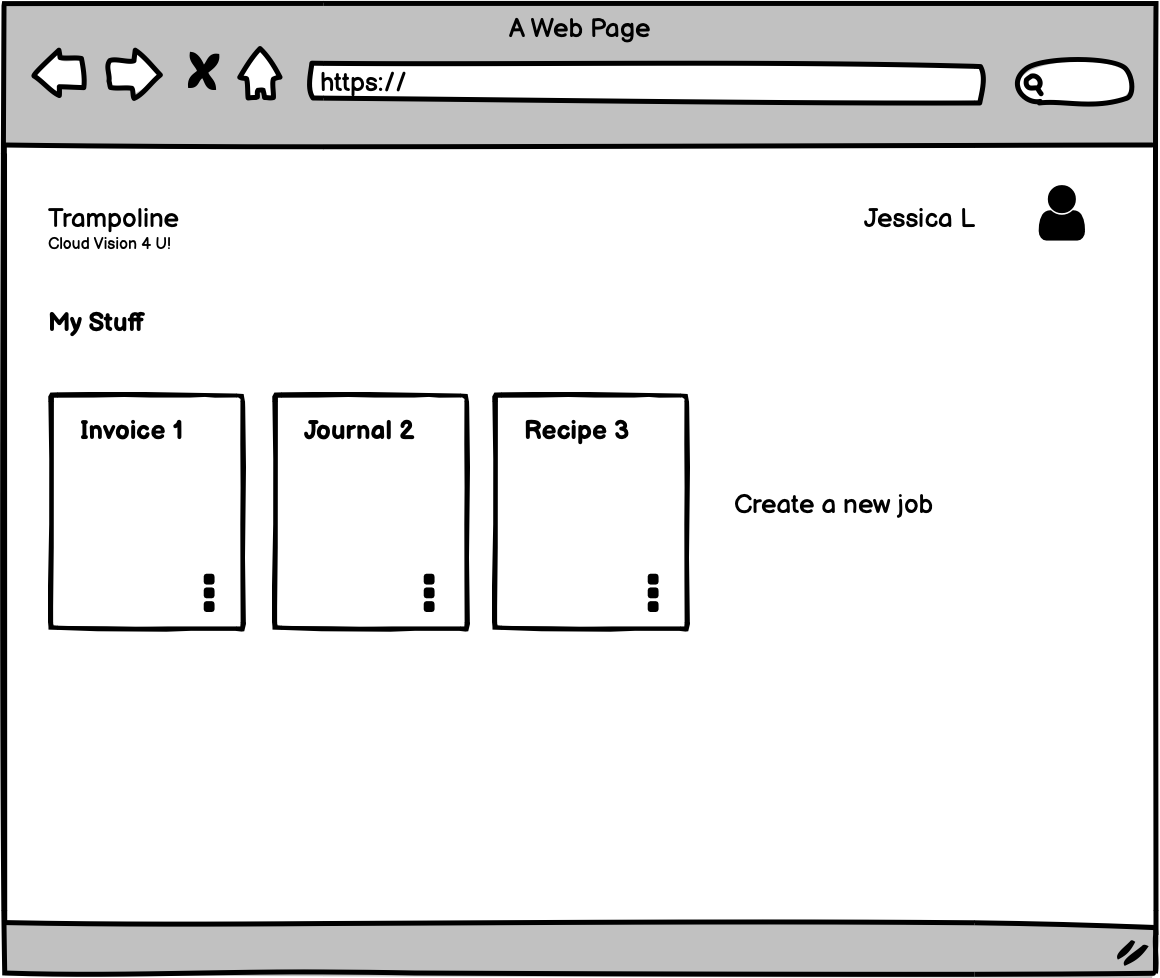 A Web Page
https://
Trampoline
Cloud Vision 4 U!
Jessica L
My Stuff
Invoice 1
Journal 2
Recipe 3
Create a new job